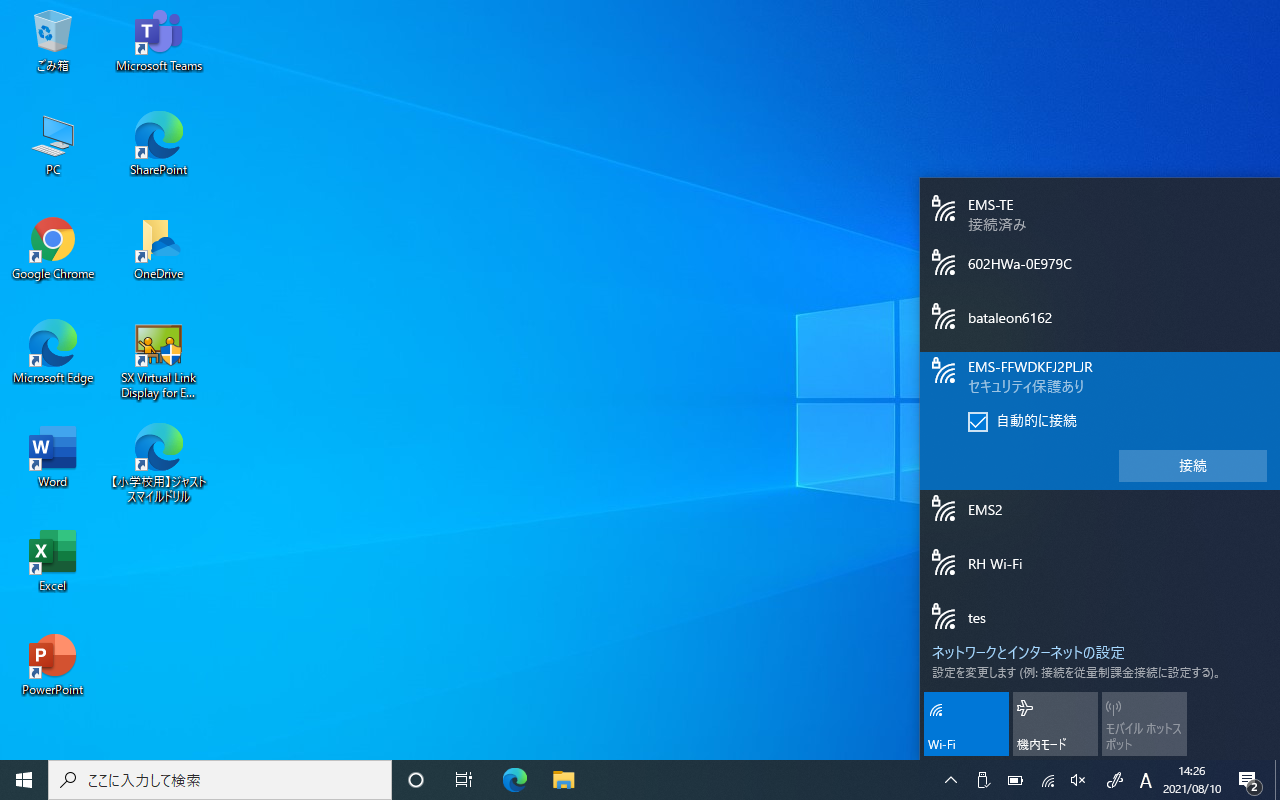 ごみ箱
Microsoft Teams
PC
SharePoint
Google Chrome
OneDrive
Microsoft Edge
SX Virtual Link
Display for E...
Word
【小学校用】ジャスト
スマイルドリル
Excel
PowerPoint
EMS-TE
接続済み
602HWa-0E979C
bataleon6162
EMS-FFWDKFJ2PLJR
セキュリティ保護あり
自動的に接続
接続
EMS2
RH Wi-Fi
tes
ネットワークとインターネットの設定
設定を変更します (例: 接続を従量制課金接続に設定する)。
Wi-Fi
機内モード
モバイル ホットス
ポット
ここに入力して検索
A
14:26
2021/08/10
2